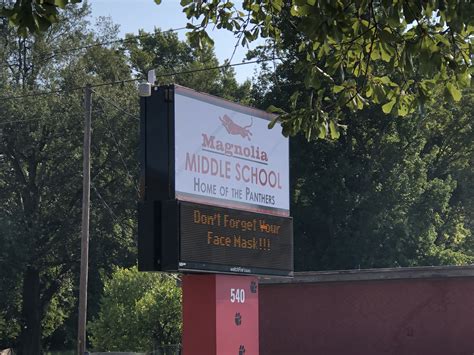 Magnolia
MIDDLE SCHOOL
HOME OF THE PANTHERS
Don't Forget Your
Face Mask!!!
540